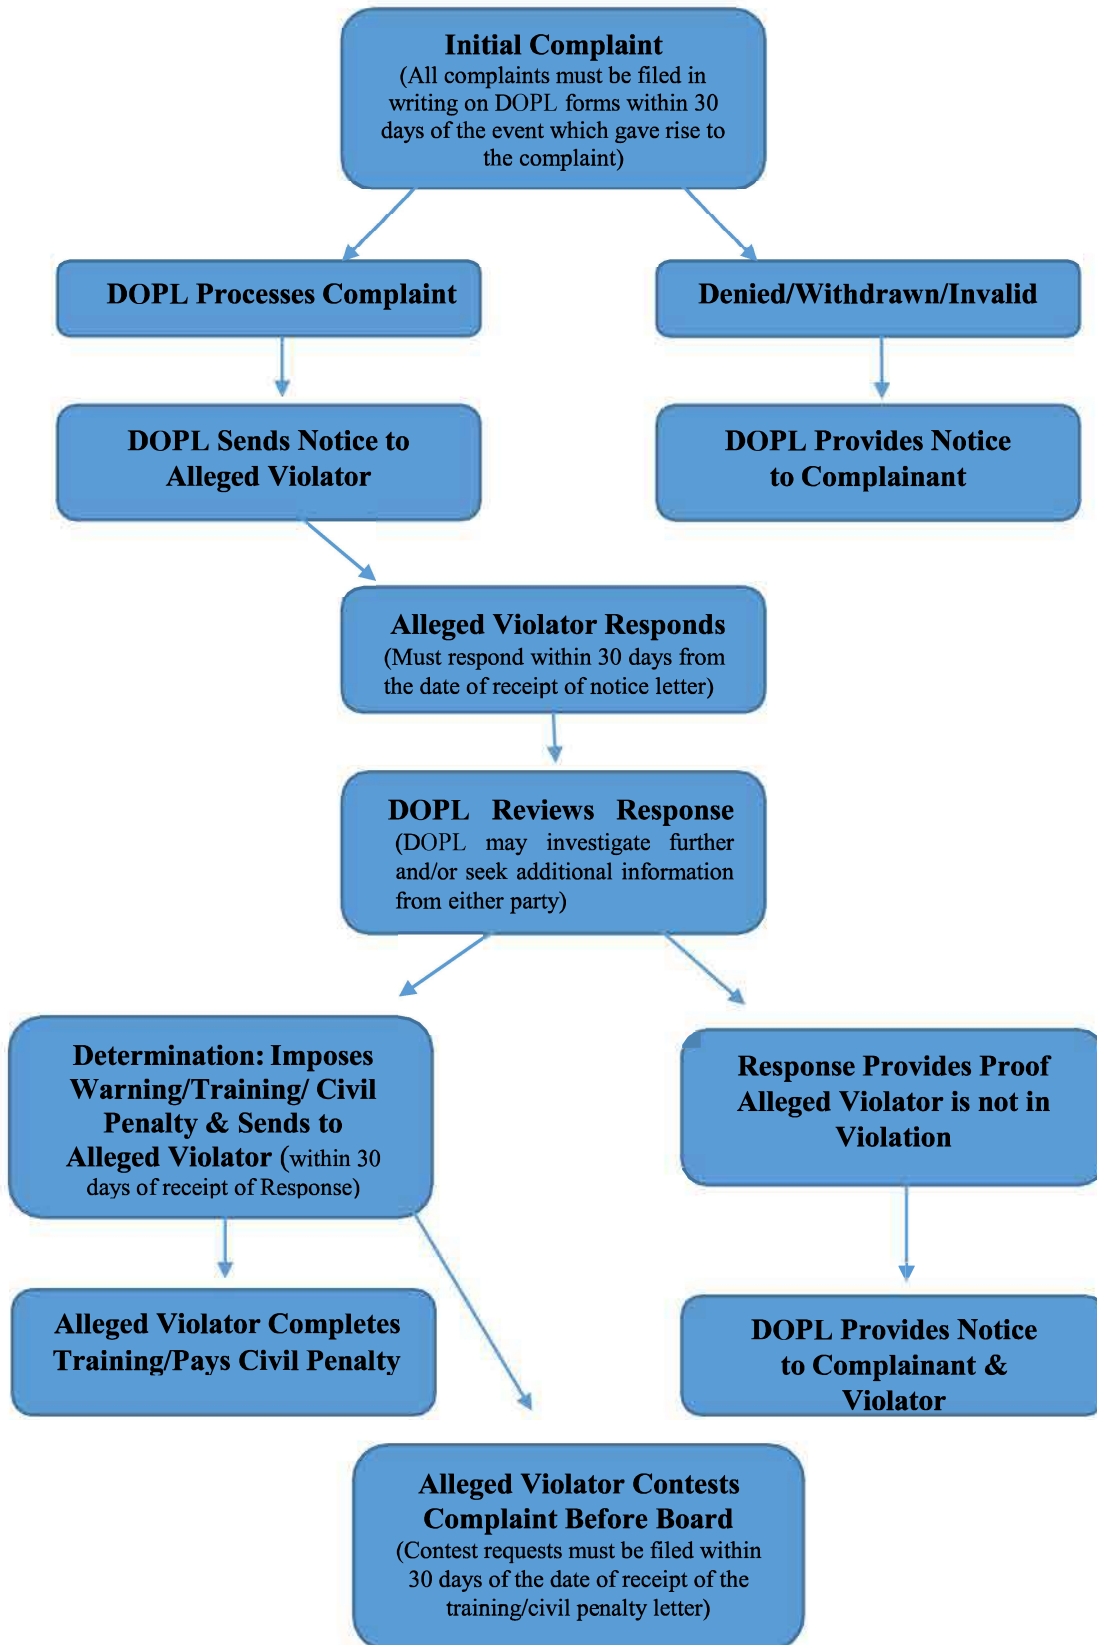 Initial Complaint
(All complaints must be filed in
writing on DOPL forms within 30
days of the event which gave rise to
the complaint)
DOPL Processes Complaint
Denied/Withdrawn/Invalid
DOPL Sends Notice to
Alleged Violator
DOPL Provides Notice
to Complainant
Alleged Violator Responds
(Must respond within 30 days from
the date of receipt of notice letter)
DOPL Reviews Response
(DOPL may investigate further
and/or seek additional information
from either party)
Determination: Imposes
Warning/Training/ Civil
Penalty & Sends to
Alleged Violator (within 30
days of receipt of Response)
Response Provides Proof
Alleged Violator is not in
Violation
Alleged Violator Completes
Training/Pays Civil Penalty
DOPL Provides Notice
to Complainant &
Violator
Alleged Violator Contests
Complaint Before Board
(Contest requests must be filed within
30 days of the date of receipt of the
training/civil penalty letter)